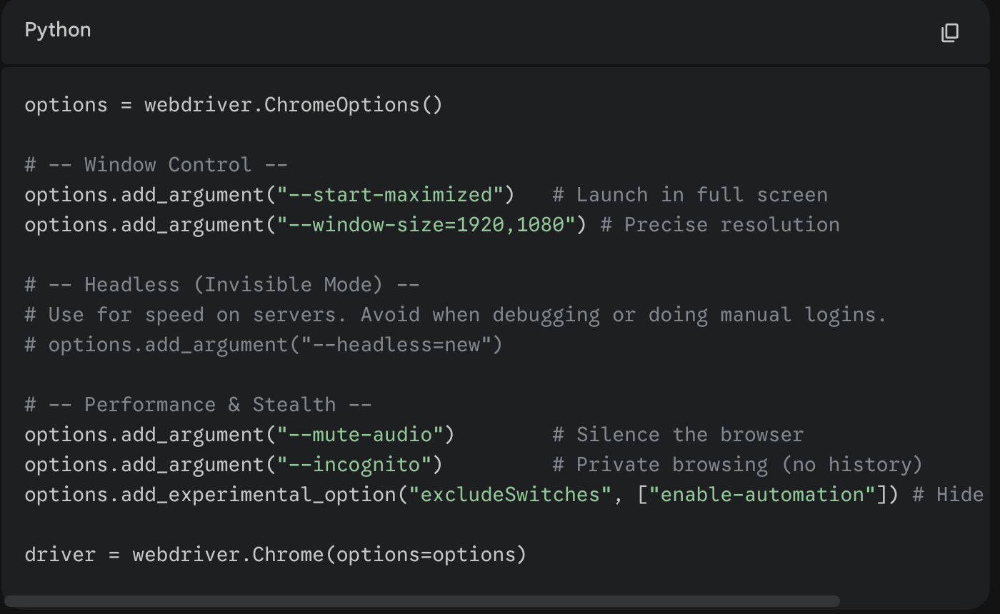 Python
options = webdriver.ChromeOptions()
# -- Window Control --
options.add_argument("--start-maximized")   # Launch in full screen
options.add_argument("--window-size=1920,1080") # Precise resolution
# -- Headless (Invisible Mode) --
# Use for speed on servers. Avoid when debugging or doing manual logins.
# options.add_argument("--headless=new")
# -- Performance & Stealth --
options.add_argument("--mute-audio")        # Silence the browser
options.add_argument("--incognito")         # Private browsing (no history)
options.add_experimental_option("excludeSwitches", ["enable-automation"]) # Hide
driver = webdriver.Chrome(options=options)